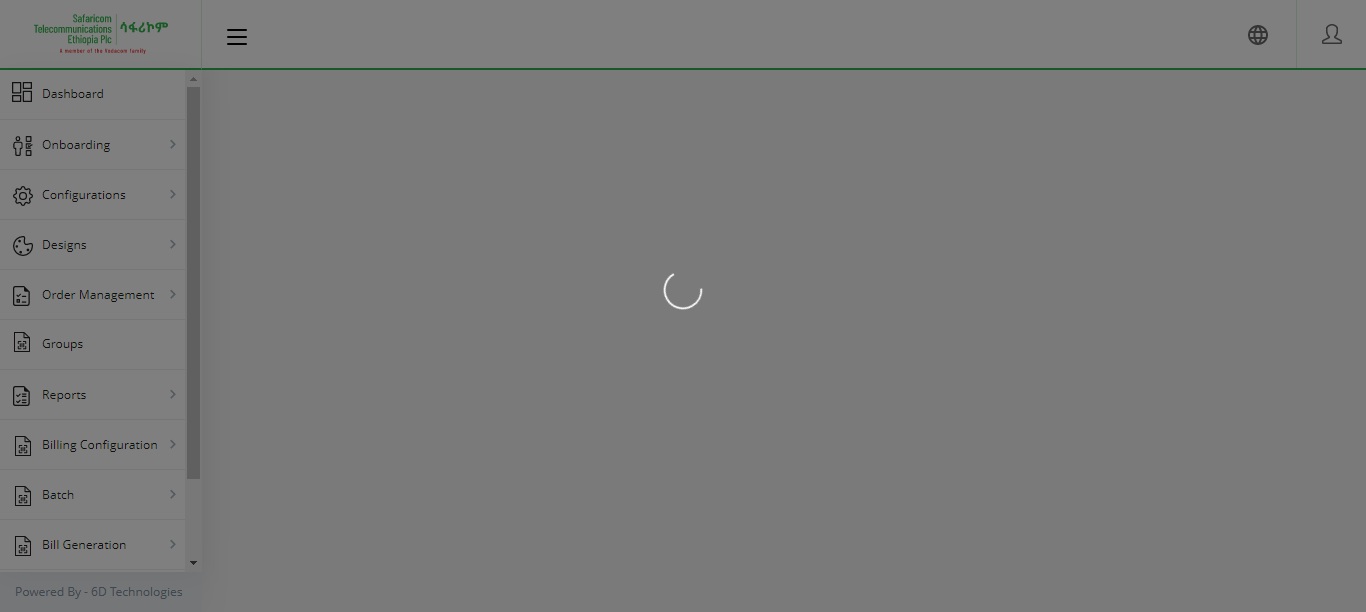 Safaricom
Telecommunications
Ethiopia Plc
ሳፋሪኮም
A member of the Vodacom family
Dashboard
Onboarding
Configurations
Designs
Order Management
Groups
Reports
Billing Configuration
Batch
Bill Generation
Powered By - 6D Technologies